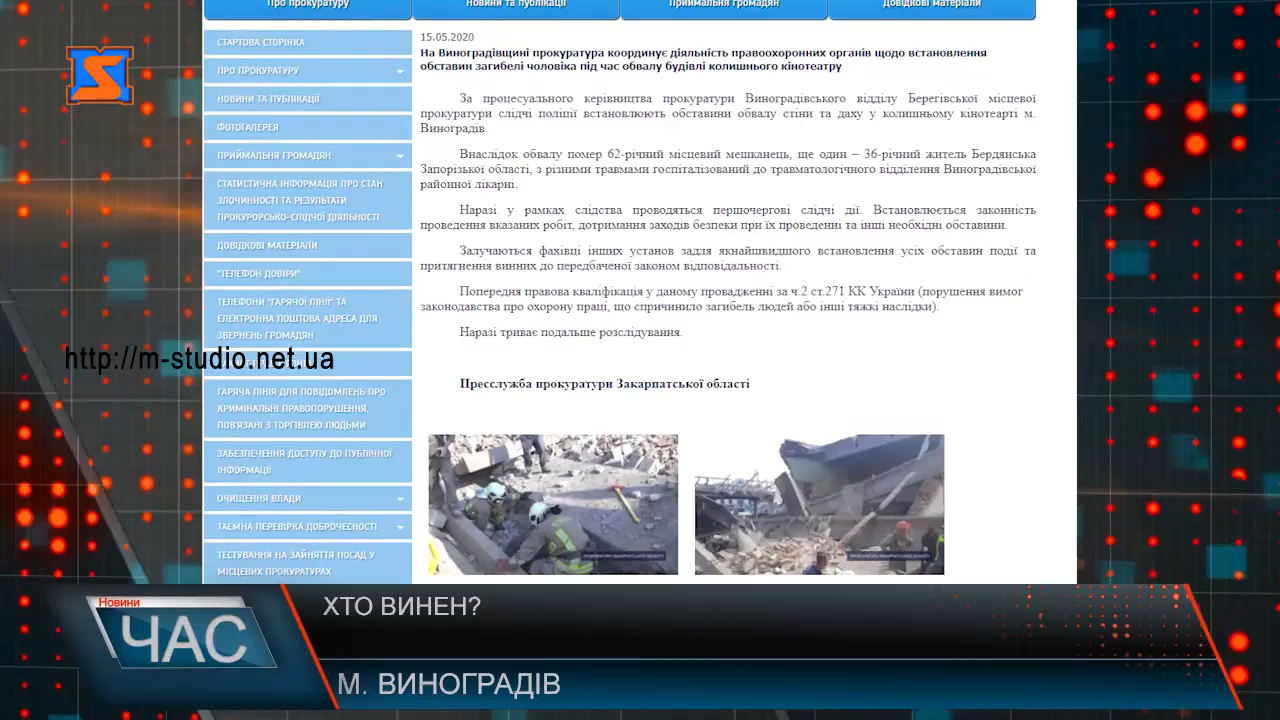 Про прокуратуру
Новини та публікації
Приймальня громадян
Довідкові матеріали
СТАРТОВА СТОРІНКА
ПРО ПРОКУРАТУРУ
НОВИНИ ТА ПУБЛІКАЦІЇ
ФОТОГАЛЕРЕЯ
ПРИЙМАЛЬНЯ ГРОМАДЯН
СТАТИСТИЧНА ІНФОРМАЦІЯ ПРО СТАН
ЗЛОЧИННОСТІ ТА РЕЗУЛЬТАТИ
ПРОКУРОРСЬКО-СЛІДЧОЇ ДІЯЛЬНОСТІ
ДОВІДКОВІ МАТЕРІАЛИ
"ТЕЛЕФОН ДОВІРИ"
ТЕЛЕФОНИ "ГАРЯЧОЇ ЛІНІЇ" ТА
ЕЛЕКТРОННА ПОШТОВА АДРЕСА ДЛЯ
ЗВЕРНЕНЬ ГРОМАДЯН
http://m-studio.net.ua
ГАРЯЧА ЛІНІЯ ДЛЯ ПОВІДОМЛЕНЬ ПРО
КРИМІНАЛЬНІ ПРАВОПОРУШЕННЯ,
ПОВ'ЯЗАНІ З ТОРГІВЛЕЮ ЛЮДЬМИ
ЗАБЕЗПЕЧЕННЯ ДОСТУПУ ДО ПУБЛІЧНОЇ
ІНФОРМАЦІЇ
ОЧИЩЕННЯ ВЛАДИ
ТАЄМНА ПЕРЕВІРКА ДОБРОЧЕСНОСТІ
ТЕСТУВАННЯ НА ЗАЙНЯТТЯ ПОСАД У
МІСЦЕВИХ ПРОКУРАТУРАХ
15.05.2020
На Виноградівщині прокуратура координує діяльність правоохоронних органів щодо встановлення
обставин загибелі чоловіка під час обвалу будівлі колишнього кінотеатру
За процесуального керівництва прокуратури Виноградівського відділу Берегівської місцевої
прокуратури слідчі поліції встановлюють обставини обвалу стіни та даху у колишньому кінотеарті м.
Виноградів.
Внаслідок обвалу помер 62-річний місцевий мешканець, ще один – 36-річний житель Бердянська
Запорізької області, з різними травмами госпіталізований до травматологічного відділення Виноградівської
районної лікарні.
Наразі у рамках слідства проводяться першочергові слідчі дії. Встановлюється законність
проведення вказаних робіт, дотримання заходів безпеки при їх проведенні та інші необхідні обставини.
Залучаються фахівці інших установ задля якнайшвидшого встановлення усіх обставин події та
притягнення винних до передбаченої законом відповідальності.
Попередня правова кваліфікація у даному провадженні за ч.2 ст.271 КК України (порушення вимог
законодавства про охорону праці, що спричинило загибель людей або інші тяжкі наслідки).
Наразі триває подальше розслідування.
Пресслужба прокуратури Закарпатської області
ПРОКУРАТУРА ЗАКАРПАТСЬКОЇ ОБЛАСТІ
ПРОКУРАТУРА ЗАКАРПАТСЬКОЇ ОБЛАСТІ
Новини
ЧАС
ХТО ВИНЕН?
М. ВИНОГРАДІВ